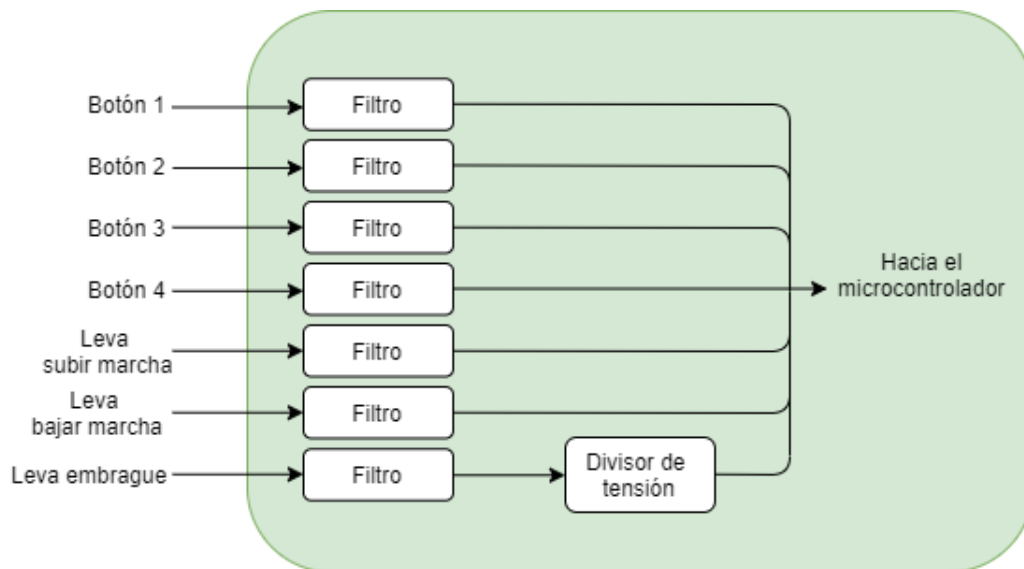 Botón 1
Filtro
Botón 2
Filtro
Botón 3
Filtro
Botón 4
Filtro
Hacia el
microcontrolador
Leva
subir marcha
Filtro
Leva
bajar marcha
Filtro
Leva embrague
Filtro
Divisor de
tensión